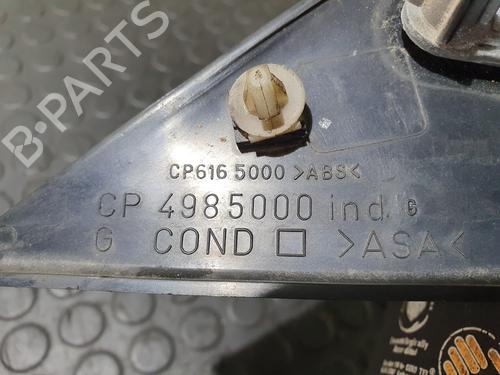 B-PARTS
CP616 5000 >ABS<
CP 4985000 ind. G
G COND □ >ASA<